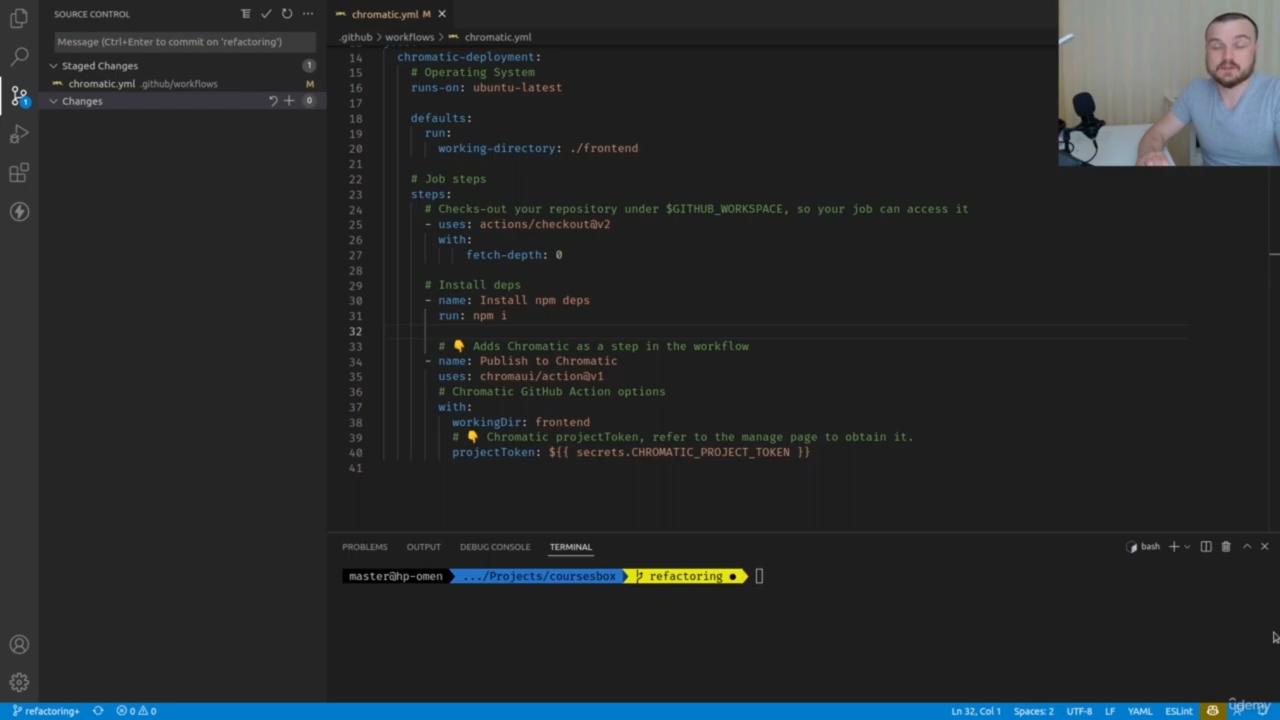 SOURCE CONTROL
Message (Ctrl+Enter to commit on 'refactoring')
Staged Changes 1
chromatic.yml .github/workflows M
Changes 0
1
chromatic.yml M
.github > workflows > chromatic.yml
14 chromatic-deployment:
15 # Operating System
16 runs-on: ubuntu-latest
17
18 defaults:
19 run:
20 working-directory: ./frontend
21
22 # Job steps
23 steps:
24 # Checks-out your repository under $GITHUB_WORKSPACE, so your job can access it
25 - uses: actions/checkout@v2
26 with:
27 fetch-depth: 0
28
29 # Install deps
30 - name: Install npm deps
31 run: npm i
32
33 # 👇 Adds Chromatic as a step in the workflow
34 - name: Publish to Chromatic
35 uses: chromaui/action@v1
36 # Chromatic GitHub Action options
37 with:
38 workingDir: frontend
39 # 👇 Chromatic projectToken, refer to the manage page to obtain it.
40 projectToken: ${{ secrets.CHROMATIC_PROJECT_TOKEN }}
41
PROBLEMS OUTPUT DEBUG CONSOLE TERMINAL bash
master@hp-omen .../Projects/coursesbox refactoring ●
refactoring+ 0 0 Ln 32, Col 1 Spaces: 2 UTF-8 LF YAML ESLint
ûdemy